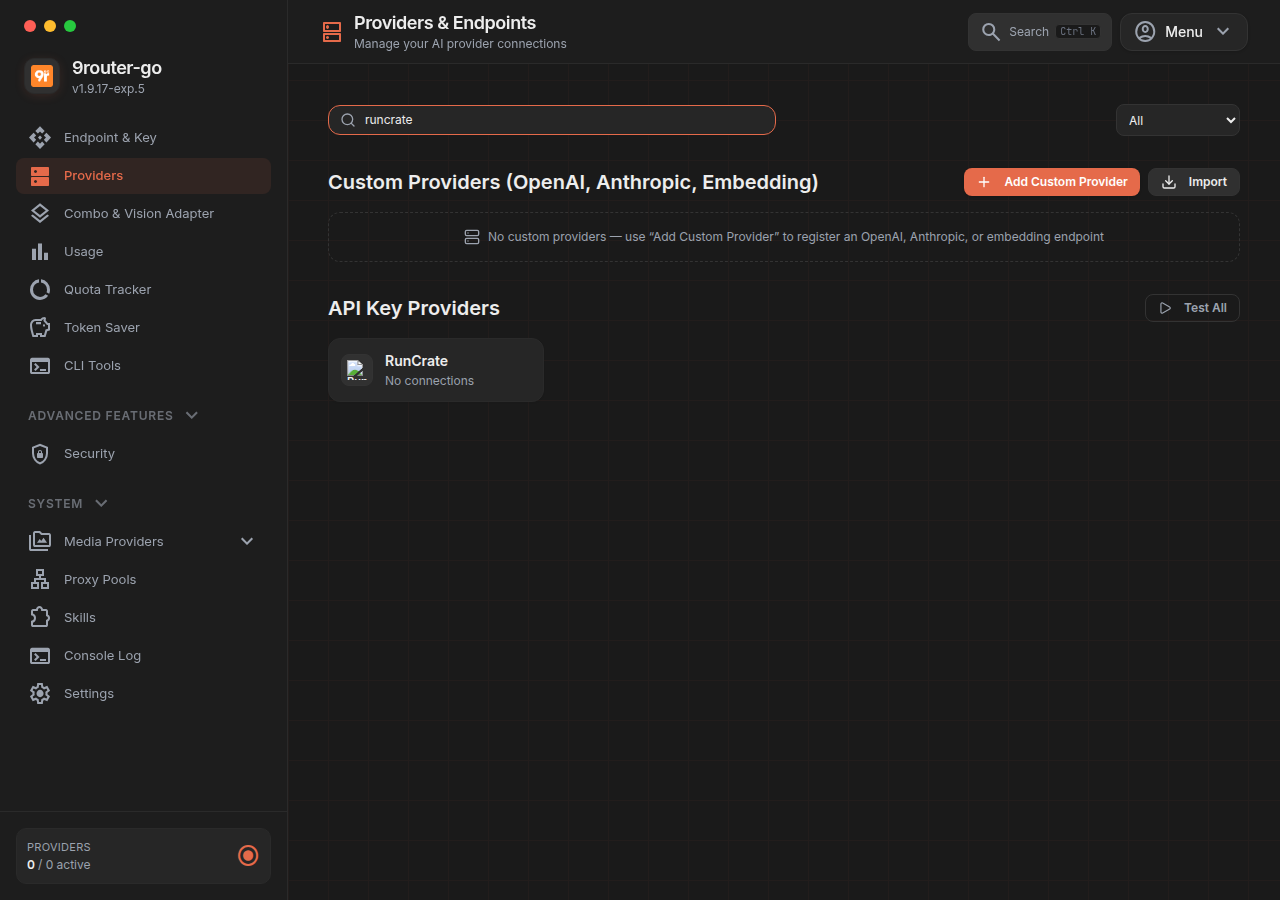 9r
9router-go
v1.9.17-exp.5
Endpoint & Key
Providers
Combo & Vision Adapter
Usage
Quota Tracker
Token Saver
CLI Tools
ADVANCED FEATURES
Security
SYSTEM
Media Providers
Proxy Pools
Skills
Console Log
Settings
PROVIDERS
0 / 0 active
Providers & Endpoints
Manage your AI provider connections
Search Ctrl K
Menu
runcrate
All
Custom Providers (OpenAI, Anthropic, Embedding)
Add Custom Provider
Import
No custom providers — use “Add Custom Provider” to register an OpenAI, Anthropic, or embedding endpoint
API Key Providers
Test All
RunCrate
No connections